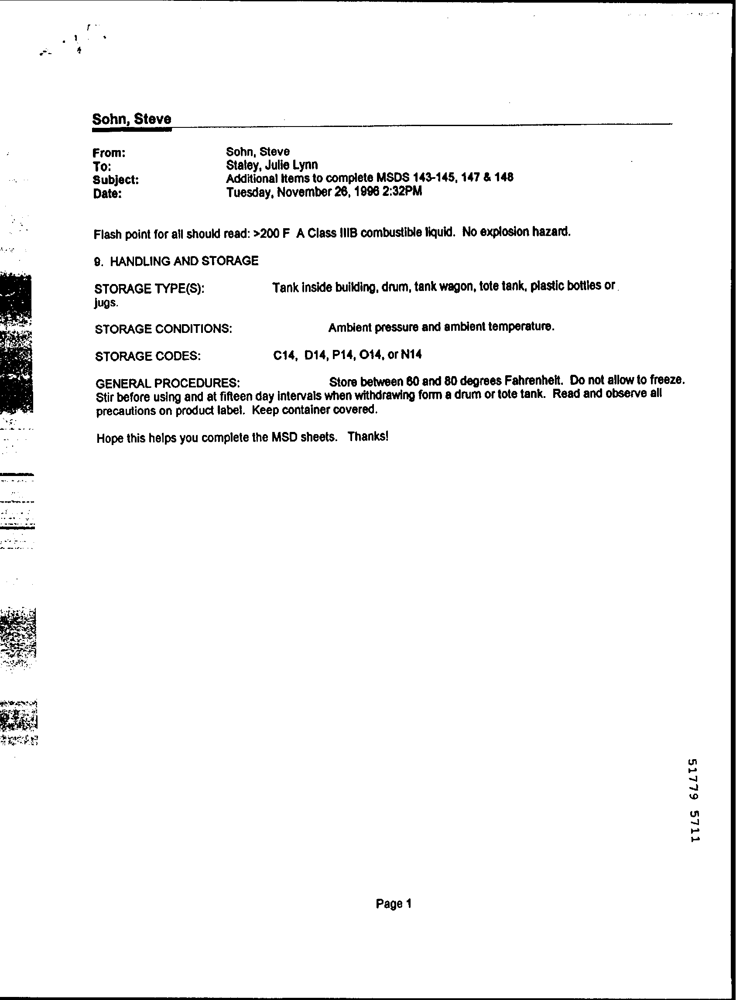 Sohn, Steve
From: Sohn, Steve
To: Staley, Julie Lynn
Subject: Additional Items to complete MSDS 143-145, 147 & 148
Date: Tuesday, November 26, 1996 2:32PM
Flash point for all should read: >200 F A Class IIIB combustible liquid. No explosion hazard.
9. HANDLING AND STORAGE
STORAGE TYPE(S): Tank inside building, drum, tank wagon, tote tank, plastic bottles or
jugs.
STORAGE CONDITIONS: Ambient pressure and ambient temperature.
STORAGE CODES: C14, D14, P14, O14, or N14
GENERAL PROCEDURES: Store between 60 and 80 degrees Fahrenheit. Do not allow to freeze.
Stir before using and at fifteen day intervals when withdrawing form a drum or tote tank. Read and observe all
precautions on product label. Keep container covered.
Hope this helps you complete the MSD sheets. Thanks!
51779 5711
Page 1